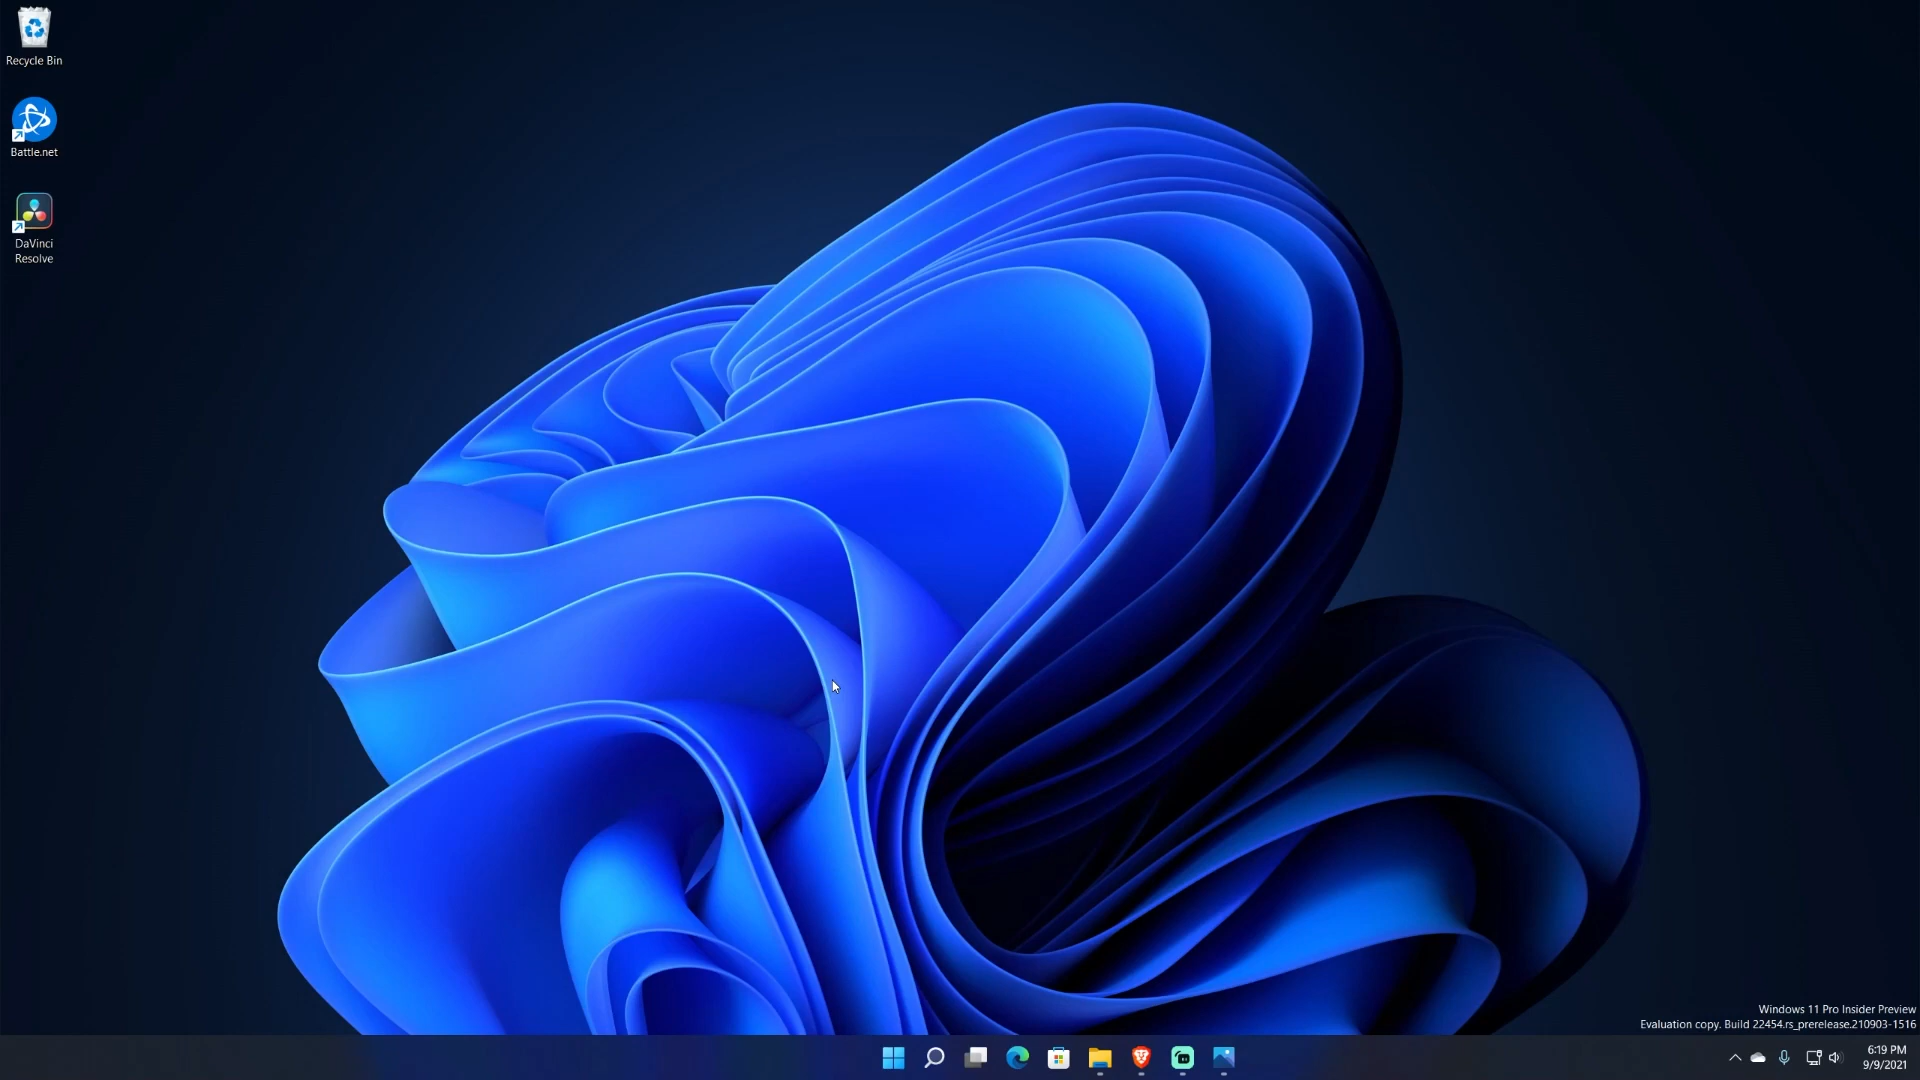 Recycle Bin
Battle.net
DaVinci
Resolve
Windows 11 Pro Insider Preview
Evaluation copy. Build 22454.rs_prerelease.210903-1516
6:19 PM
9/9/2021